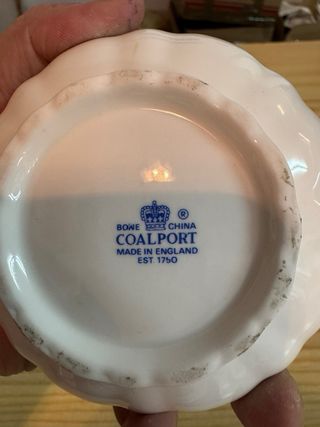 BONE CHINA ®
COALPORT
MADE IN ENGLAND
EST. 1750